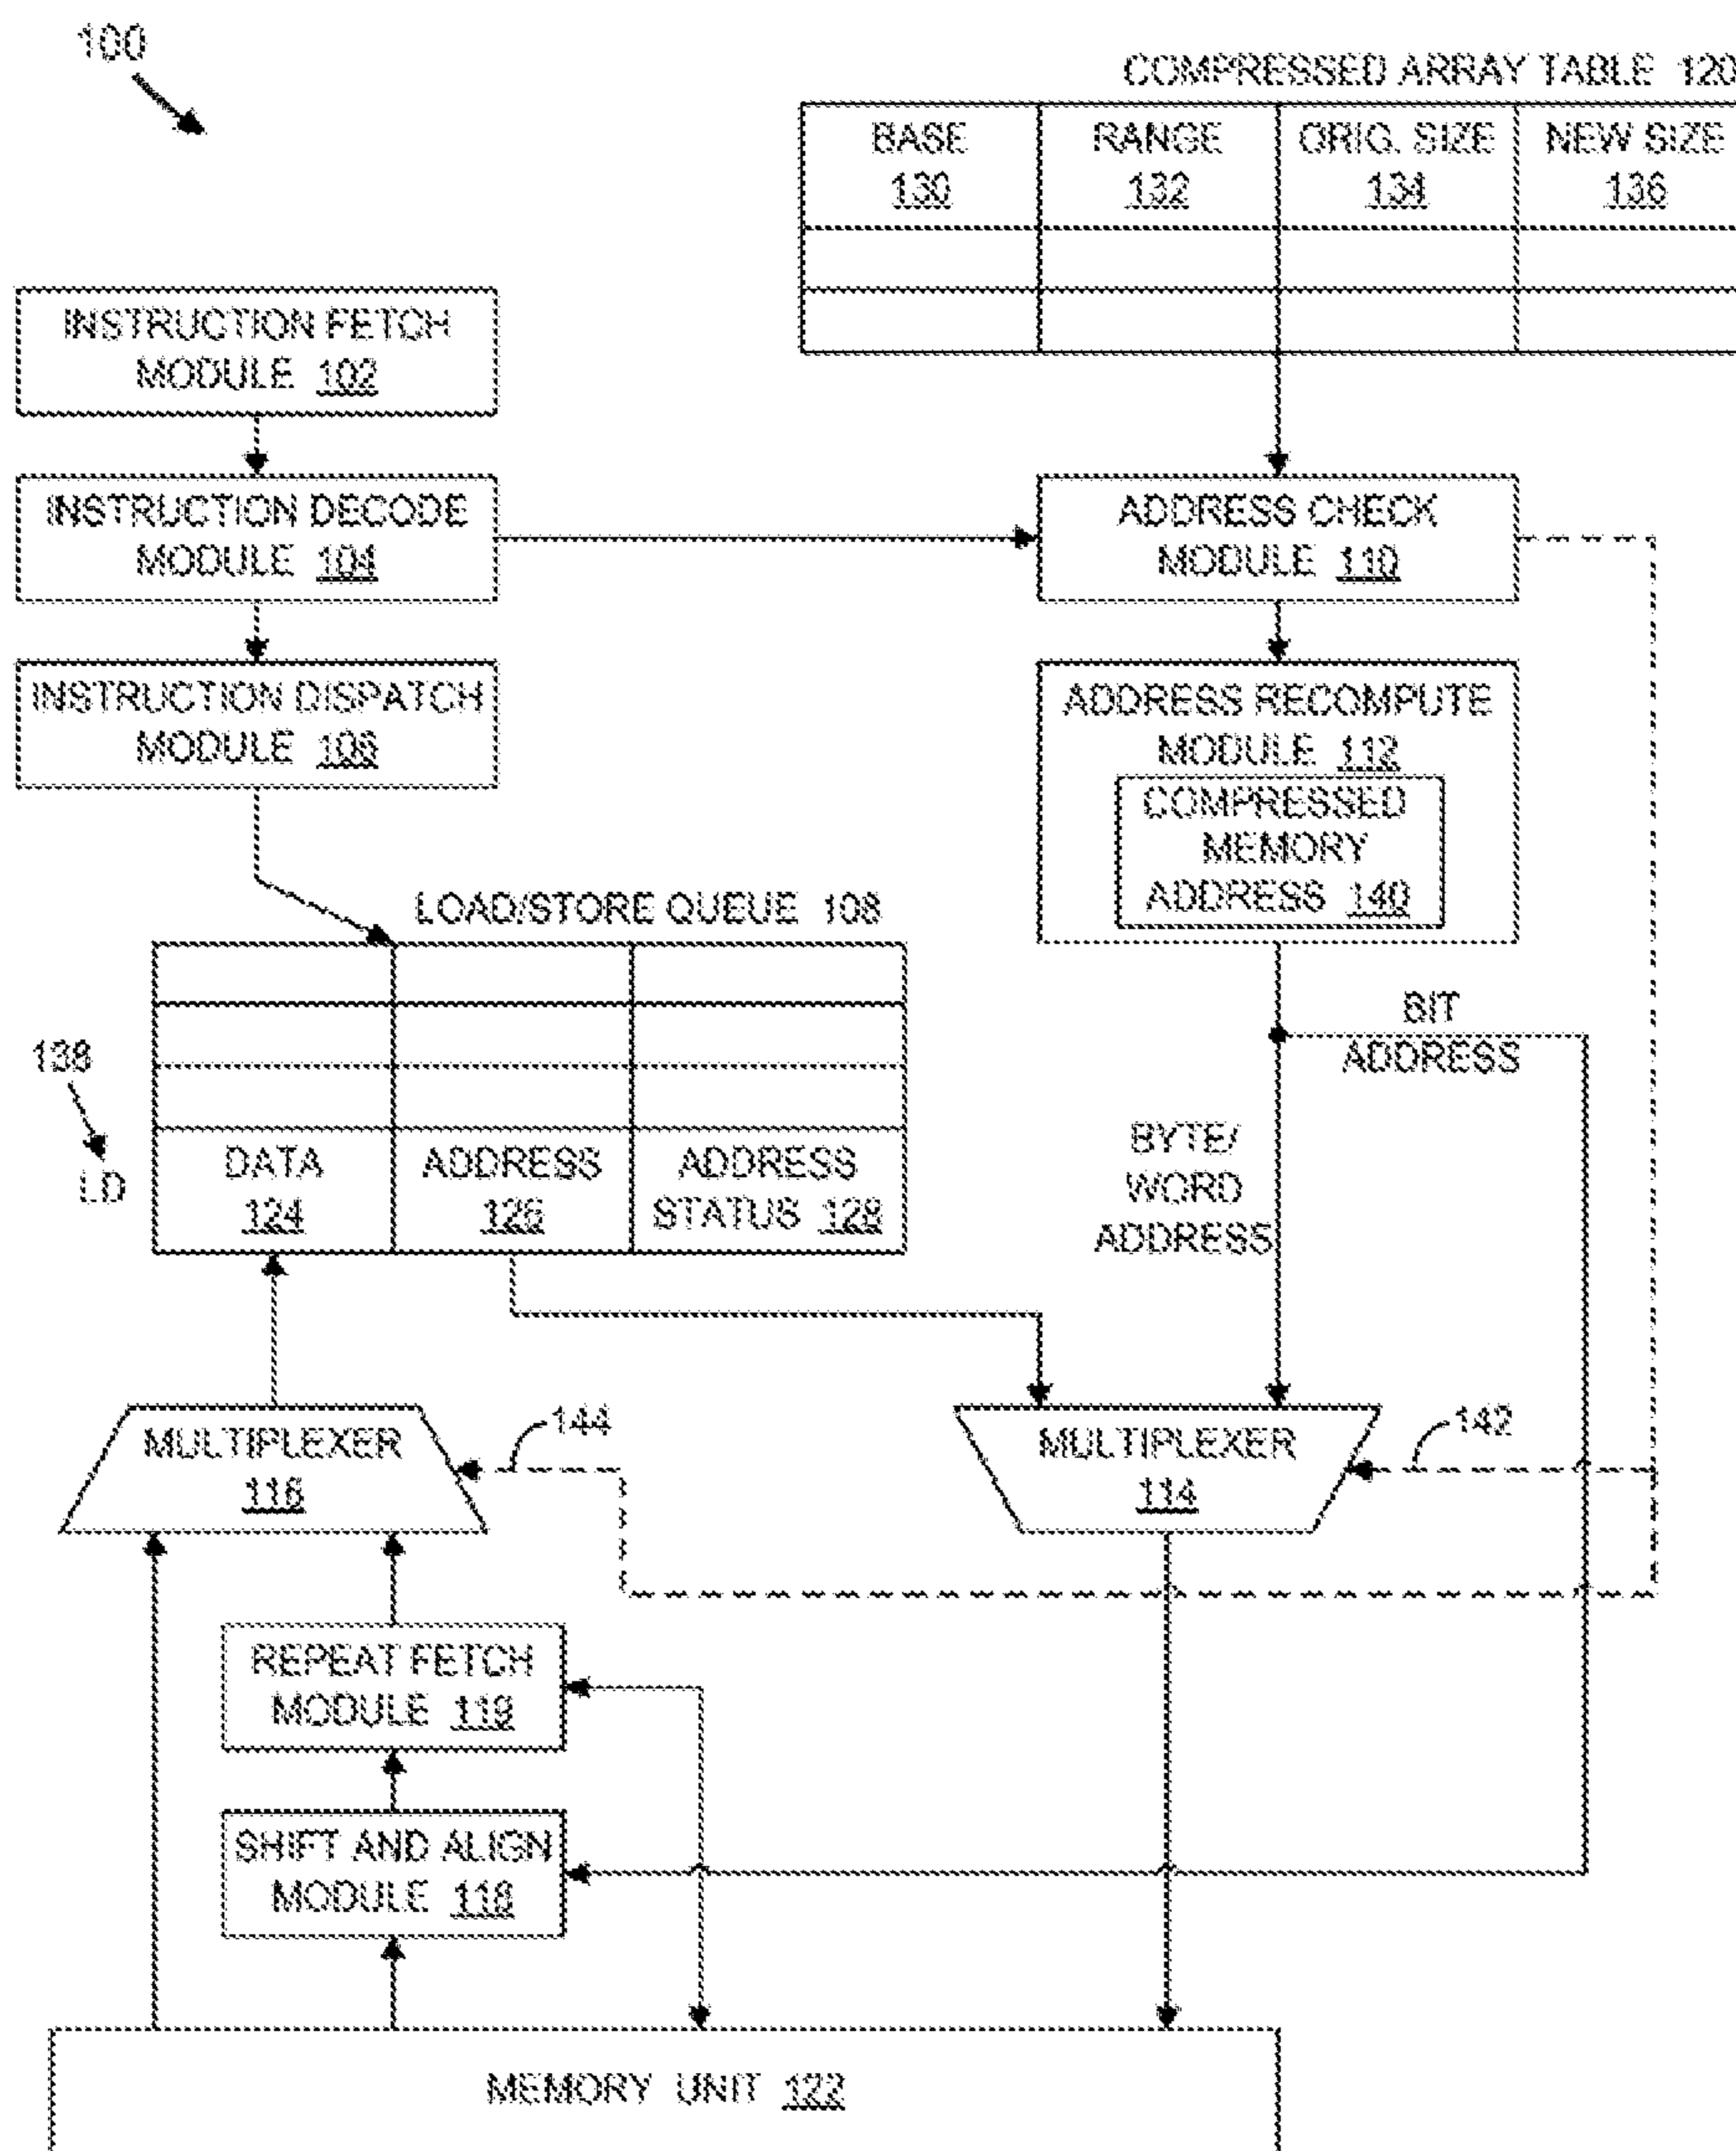 100
COMPRESSED ARRAY TABLE 120
BASE
130
RANGE
132
ORIG. SIZE
134
NEW SIZE
136
INSTRUCTION FETCH
MODULE 102
INSTRUCTION DECODE
MODULE 104
ADDRESS CHECK
MODULE 110
INSTRUCTION DISPATCH
MODULE 106
ADDRESS RECOMPUTE
MODULE 112
COMPRESSED
MEMORY
ADDRESS 140
LOAD/STORE QUEUE 108
BIT
ADDRESS
138
LD
DATA
124
ADDRESS
126
ADDRESS
STATUS 128
BYTE/
WORD
ADDRESS
MULTIPLEXER
116
144
MULTIPLEXER
114
142
REPEAT FETCH
MODULE 119
SHIFT AND ALIGN
MODULE 118
MEMORY UNIT 122